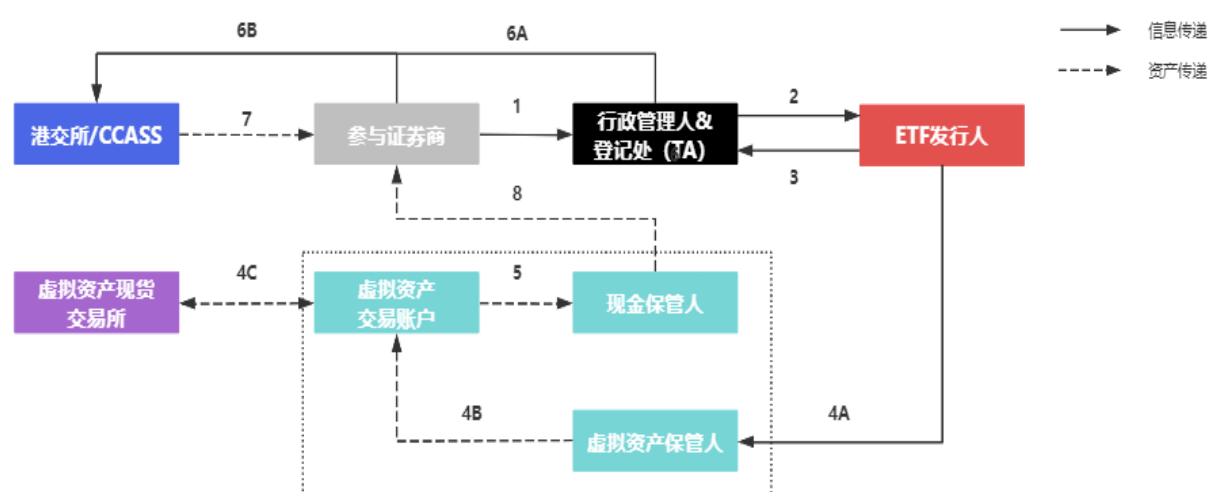 6B
6A
信息传递
资产传递
港交所/CCASS
7
参与证券商
1
行政管理人&
登记处（TA）
2
3
ETF发行人
8
虚拟资产现货
交易所
4C
虚拟资产
交易账户
5
现金保管人
4B
虚拟资产保管人
4A